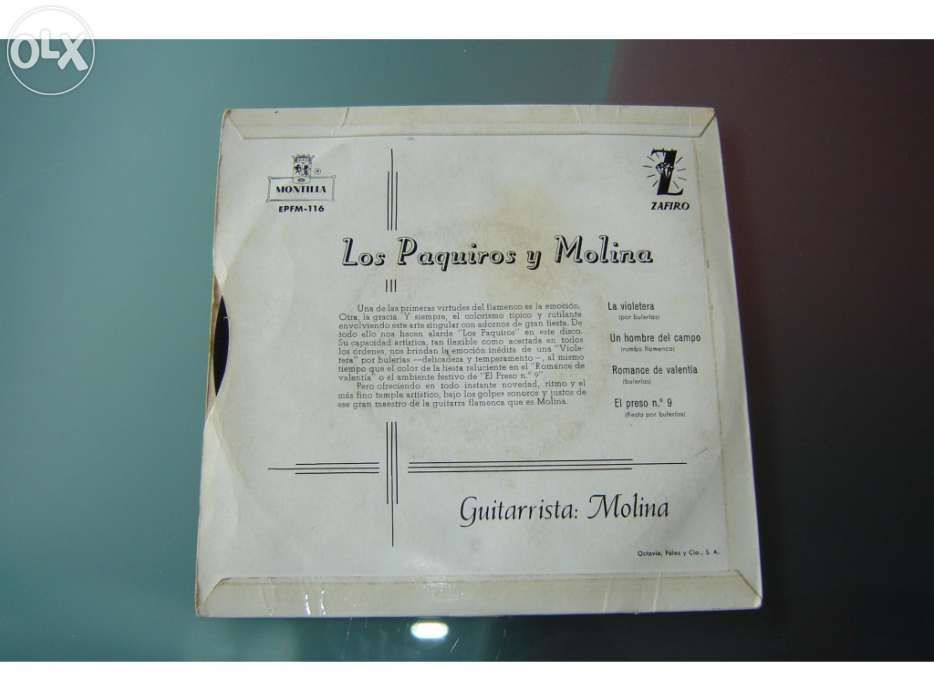 OLX
MONTILLA
EPFM-116
ZAFIRO
Los Paquiros y Molina
Una de las primeras virtudes del flamenco es la emoción.
Otra, la gracia. Y siempre, el colorismo típico y rutilante
envolviendo este arte singular con adornos de gran fiesta. De
todo ello nos hacen alarde "Los Paquiros" en este disco.
Su capacidad artística, tan flexible como acertada en todos
los órdenes, nos brindan la emoción inédita de una "Viole-
tera" por bulerías —delicadeza y temperamento—, al mismo
tiempo que el color de la fiesta reluciente en el "Romance de
valentía" o el ambiente festivo de "El Preso n.º 9"
Pero ofreciendo en todo instante novedad, ritmo y el
más fino temple artístico, bajo los golpes sonoros y justos de
ese gran maestro de la guitarra flamenca que es Molina.
La violetera
(por bulerías)
Un hombre del campo
(rumba flamenca)
Romance de valentía
(bulerías)
El preso n.º 9
(fiesta por bulerías)
Guitarrista: Molina
Octavio, Félez y Cía., S. A.